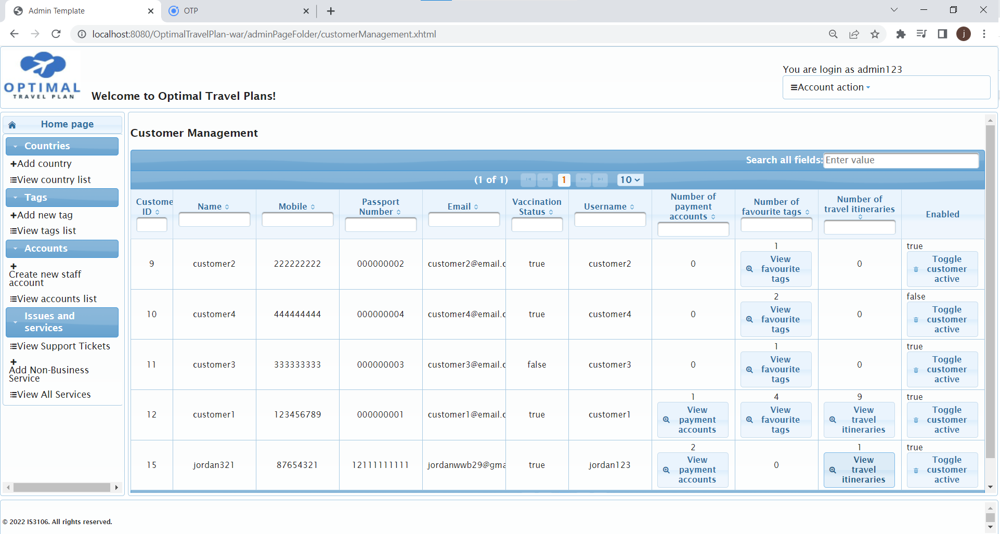 Admin Template
OTP
localhost:8080/OptimalTravelPlan-war/adminPageFolder/customerManagement.xhtml
j
OPTIMAL
TRAVEL PLAN
Welcome to Optimal Travel Plans!
You are login as admin123
Account action
Home page
Countries
Add country
View country list
Tags
Add new tag
View tags list
Accounts
Create new staff
account
View accounts list
Issues and
services
View Support Tickets
Add Non-Business
Service
View All Services
Customer Management
Search all fields: Enter value
(1 of 1) 1 10
Custome
ID
Name
Mobile
Passport
Number
Email
Vaccination
Status
Username
Number of
payment
accounts
Number of
favourite tags
Number of
travel itineraries
Enabled
9 customer2 222222222 000000002 customer2@email.c true customer2 0
1
View
favourite
tags
0
true
Toggle
customer
active
10 customer4 444444444 000000004 customer4@email.c true customer4 0
2
View
favourite
tags
0
false
Toggle
customer
active
11 customer3 333333333 000000003 customer3@email.c false customer3 0
1
View
favourite
tags
0
true
Toggle
customer
active
12 customer1 123456789 000000001 customer1@email.c true customer1
1
View
payment
accounts
4
View
favourite
tags
9
View
travel
itineraries
true
Toggle
customer
active
15 jordan321 87654321 12111111111 jordanwwb29@gma true jordan123
2
View
payment
accounts
0
1
View
travel
itineraries
true
Toggle
customer
active
© 2022 IS3106. All rights reserved.